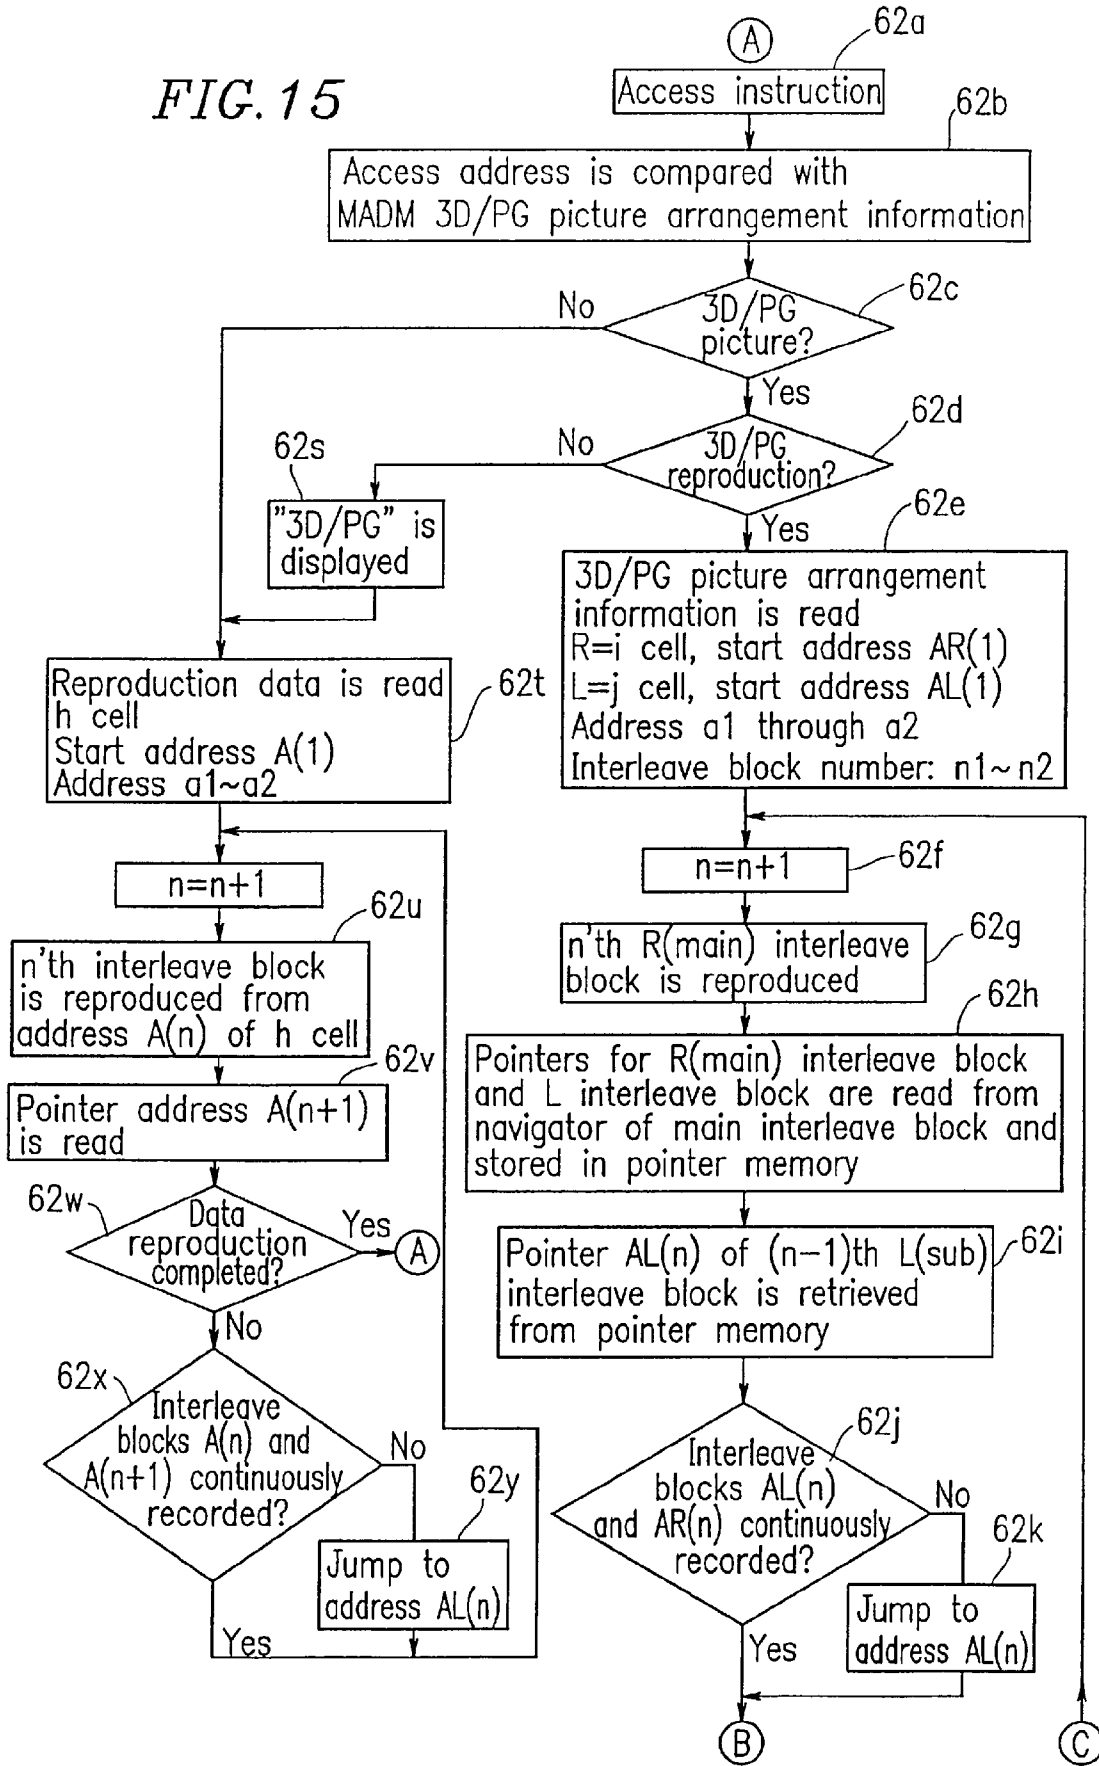 FIG. 15
A
62a
Access instruction
62b
Access address is compared with
MADM 3D/PG picture arrangement information
62c
3D/PG
picture?
No
Yes
62d
3D/PG
reproduction?
No
Yes
62s
"3D/PG" is
displayed
62e
3D/PG picture arrangement
information is read
R=i cell, start address AR(1)
L=j cell, start address AL(1)
Address a1 through a2
Interleave block number: n1~n2
Reproduction data is read
h cell
Start address A(1)
Address a1~a2
62t
n=n+1
62u
n'th interleave block
is reproduced from
address A(n) of h cell
62v
Pointer address A(n+1)
is read
62w
Data
reproduction
completed?
Yes
A
No
62x
Interleave
blocks A(n) and
A(n+1) continuously
recorded?
No
62y
Jump to
address AL(n)
Yes
n=n+1
62f
n'th R(main) interleave
block is reproduced
62g
62h
Pointers for R(main) interleave block
and L interleave block are read from
navigator of main interleave block and
stored in pointer memory
Pointer AL(n) of (n-1)th L(sub)
interleave block is retrieved
from pointer memory
62i
62j
Interleave
blocks AL(n)
and AR(n) continuously
recorded?
No
62k
Jump to
address AL(n)
Yes
B
C